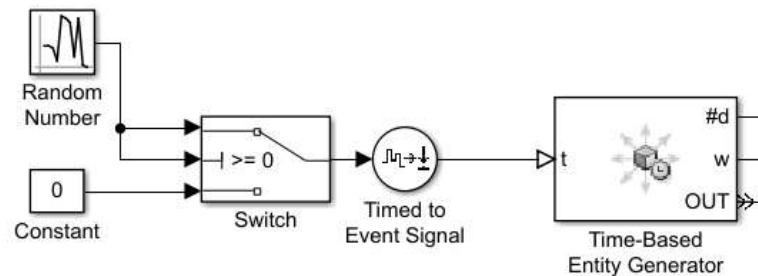 Random
Number
0
Constant
>= 0
Switch
Timed to
Event Signal
t
#d
w
OUT
Time-Based
Entity Generator